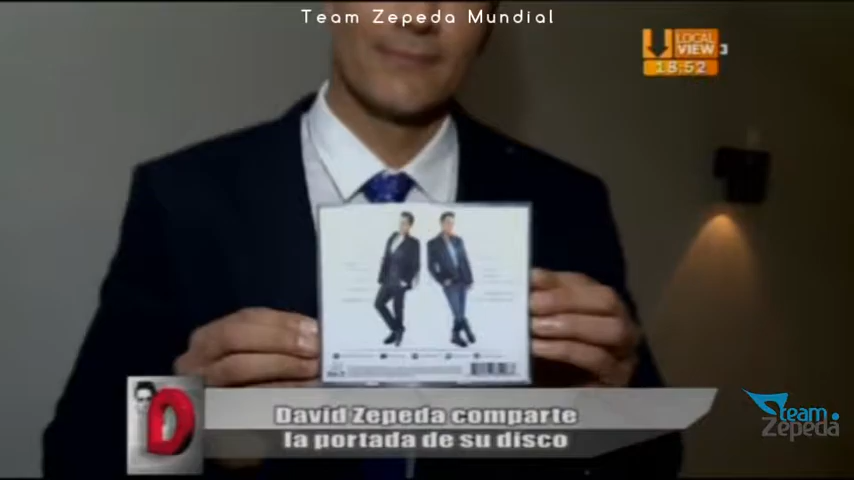 Team Zepeda Mundial
LOCAL
VIEW
18:52
D
David Zepeda comparte
la portada de su disco
team
Zepeda